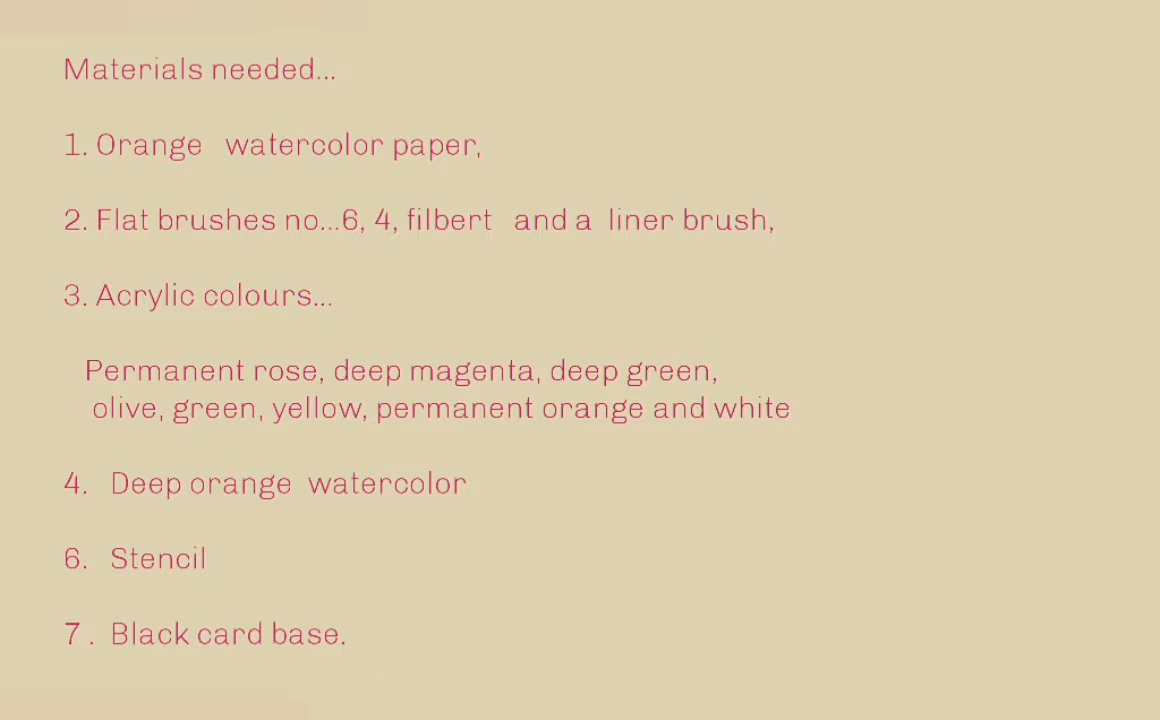 Materials needed...
1. Orange   watercolor paper,
2. Flat brushes no...6, 4, filbert   and a  liner brush,
3. Acrylic colours...
Permanent rose, deep magenta, deep green,
olive, green, yellow, permanent orange and white
4.   Deep orange  watercolor
6.   Stencil
7 .  Black card base.